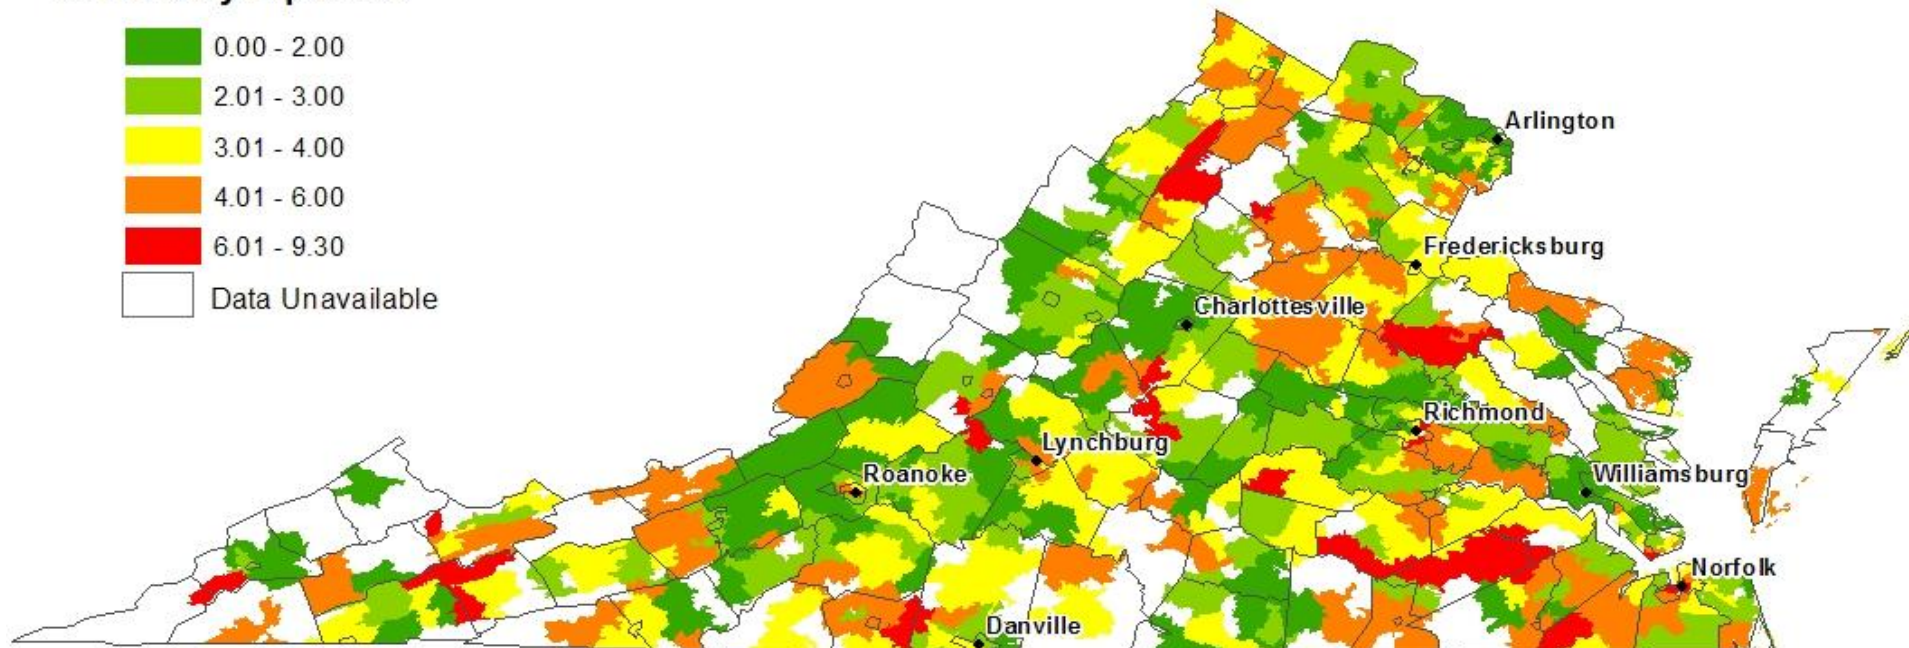 0.00 - 2.00
2.01 - 3.00
3.01 - 4.00
4.01 - 6.00
6.01 - 9.30
Data Unavailable
Arlington
Fredericksburg
Charlottesville
Richmond
Lynchburg
Roanoke
Williamsburg
Norfolk
Danville